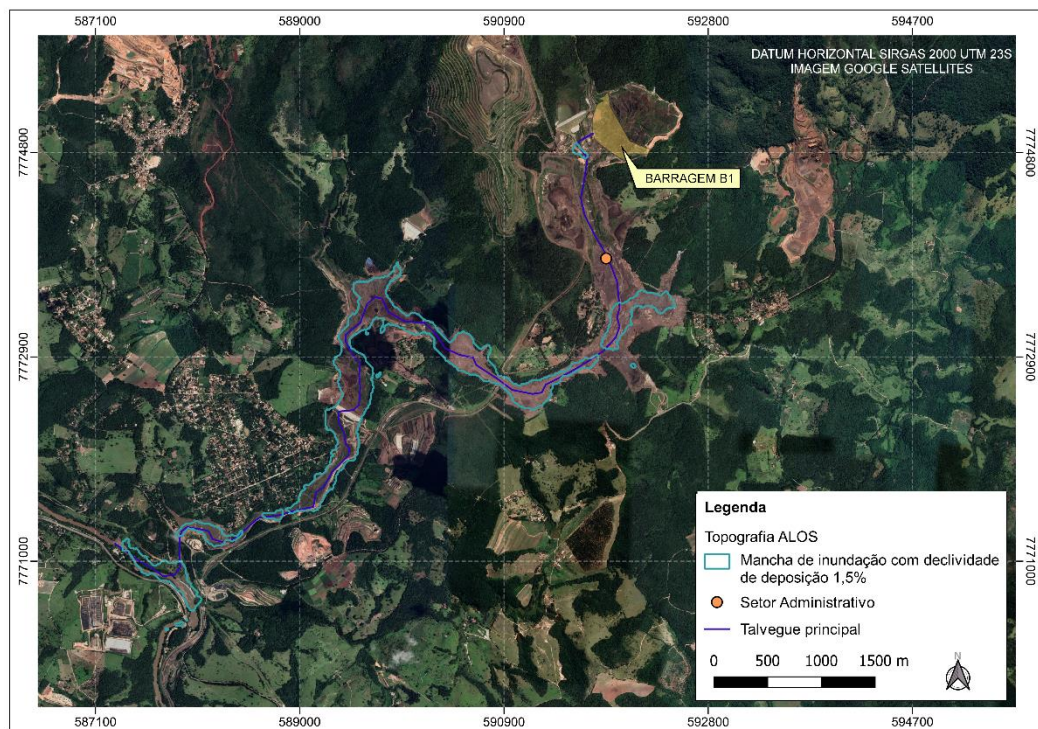 587100 589000 590900 592800 594700
DATUM HORIZONTAL SIRGAS 2000 UTM 23S
IMAGEM GOOGLE SATELLITES
7774800 7774800
BARRAGEM B1
7772900 7772900
Legenda
Topografia ALOS
Mancha de inundação com declividade
de deposição 1,5%
7771000 7771000
Setor Administrativo
Talvegue principal
0 500 1000 1500 m
N
587100 589000 590900 592800 594700